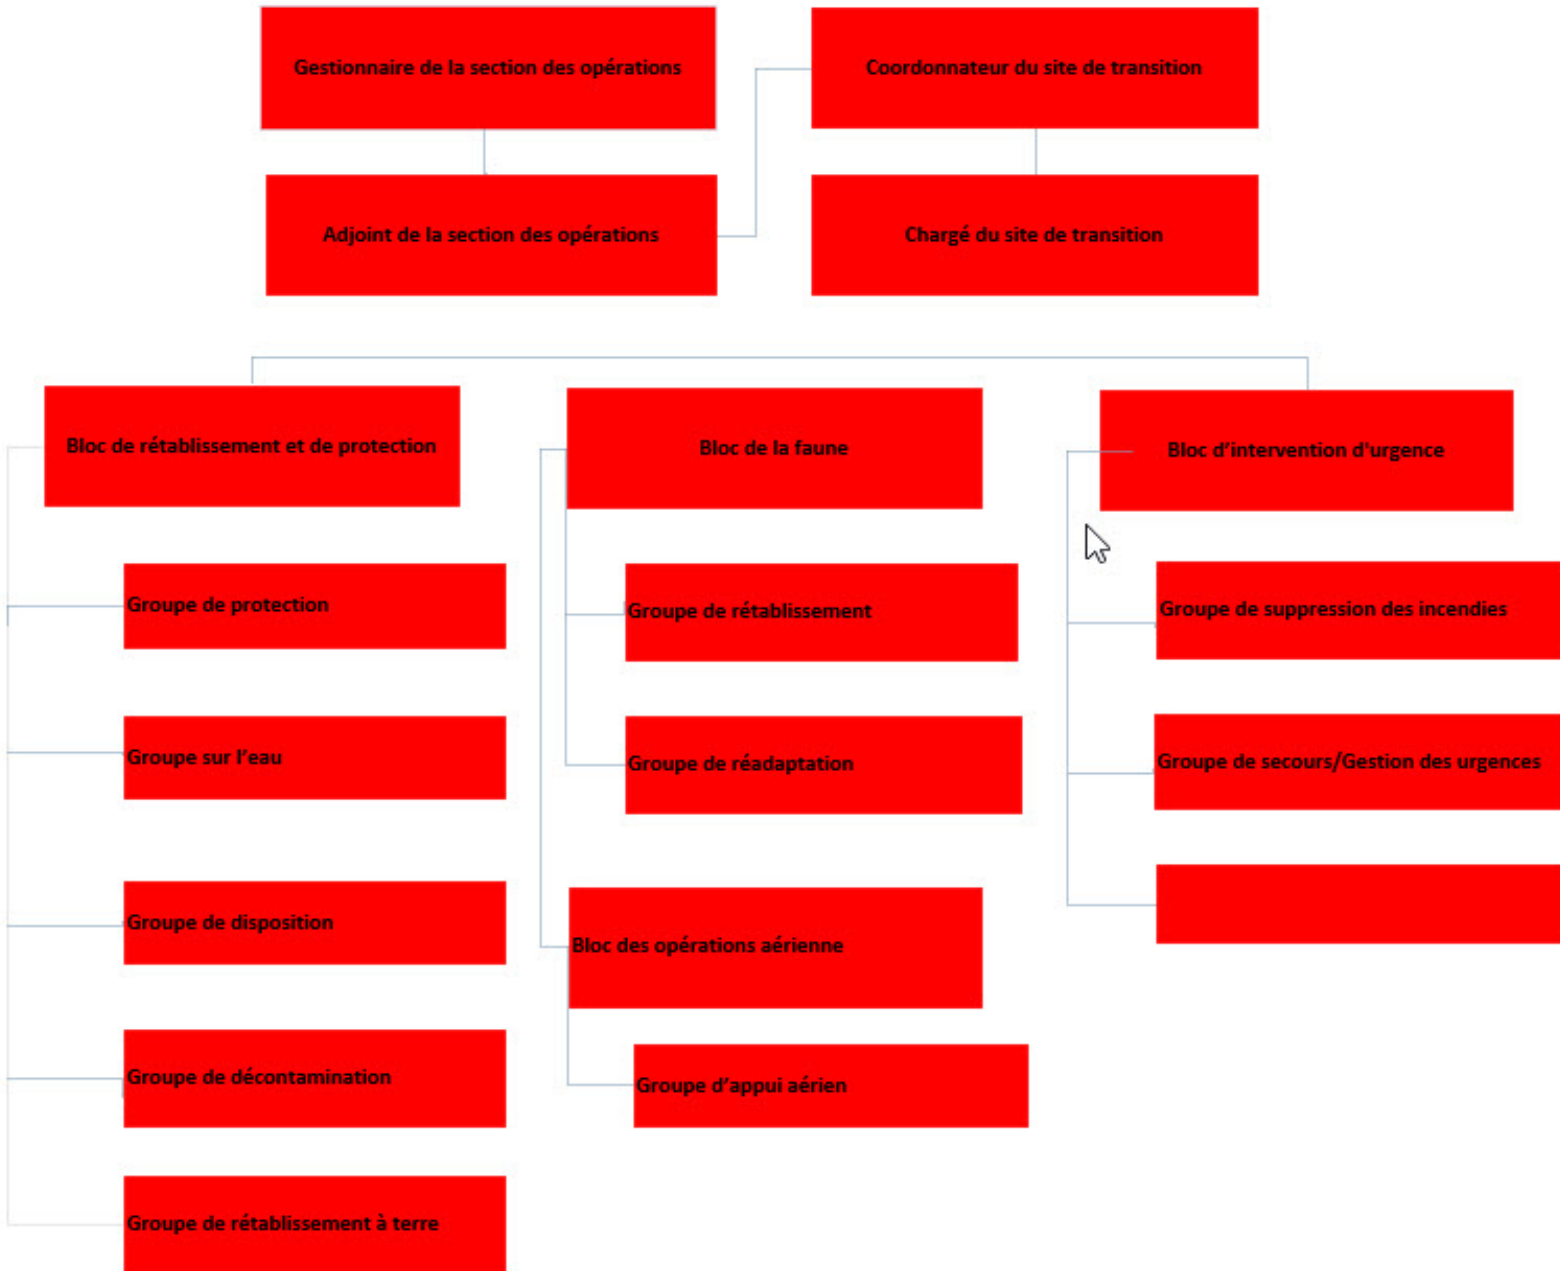 Gestionnaire de la section des opérations
Coordonnateur du site de transition
Adjoint de la section des opérations
Chargé du site de transition
Bloc de rétablissement et de protection
Bloc de la faune
Bloc d’intervention d'urgence
Groupe de protection
Groupe de rétablissement
Groupe de suppression des incendies
Groupe sur l’eau
Groupe de réadaptation
Groupe de secours/Gestion des urgences
Groupe de disposition
Bloc des opérations aérienne
Groupe de décontamination
Groupe d’appui aérien
Groupe de rétablissement à terre